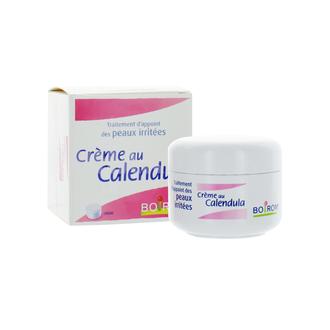 Traitement d'appoint
des peaux irritées
Crème au
Calendula
BOIRON
Traitement
d'appoint des
peaux
irritées
Crème au
Calendula
BOIRON